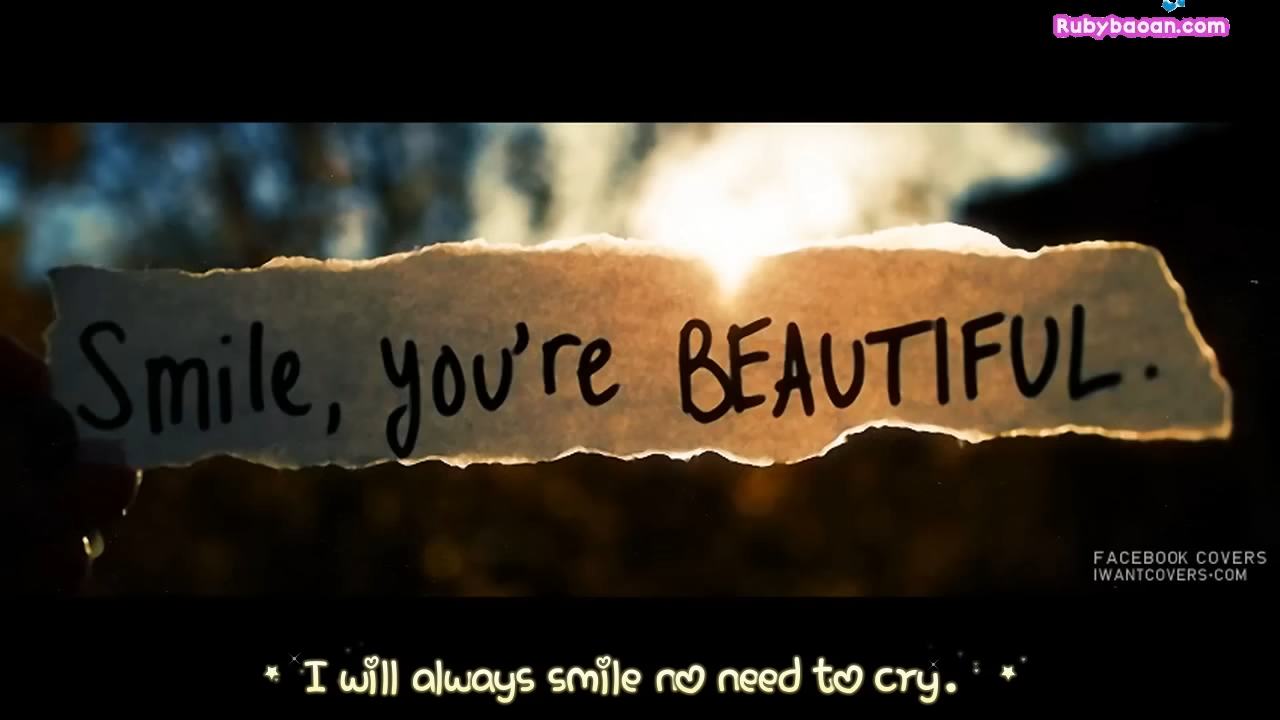 Rubybaoan.com
Smile, you're BEAUTIFUL.
FACEBOOK COVERS
IWANTCOVERS.COM
I will always smile no need to cry.